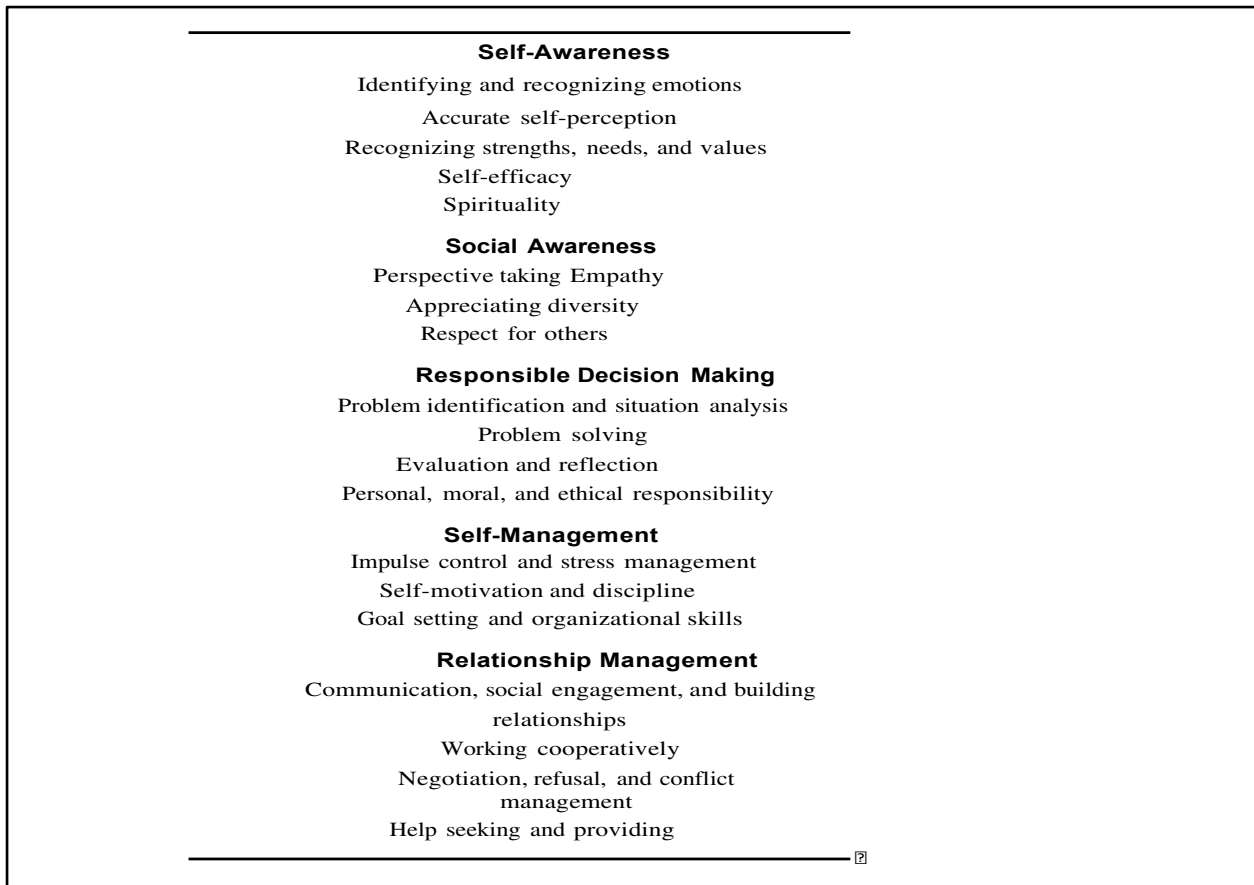 Self-Awareness
Identifying and recognizing emotions
Accurate self-perception
Recognizing strengths, needs, and values
Self-efficacy
Spirituality
Social Awareness
Perspective taking Empathy
Appreciating diversity
Respect for others
Responsible Decision Making
Problem identification and situation analysis
Problem solving
Evaluation and reflection
Personal, moral, and ethical responsibility
Self-Management
Impulse control and stress management
Self-motivation and discipline
Goal setting and organizational skills
Relationship Management
Communication, social engagement, and building
relationships
Working cooperatively
Negotiation, refusal, and conflict
management
Help seeking and providing